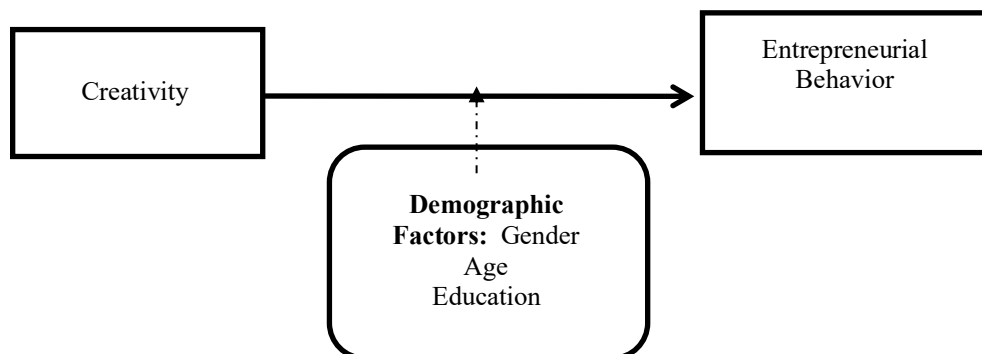 Creativity
Entrepreneurial
Behavior
Demographic
Factors: Gender
Age
Education